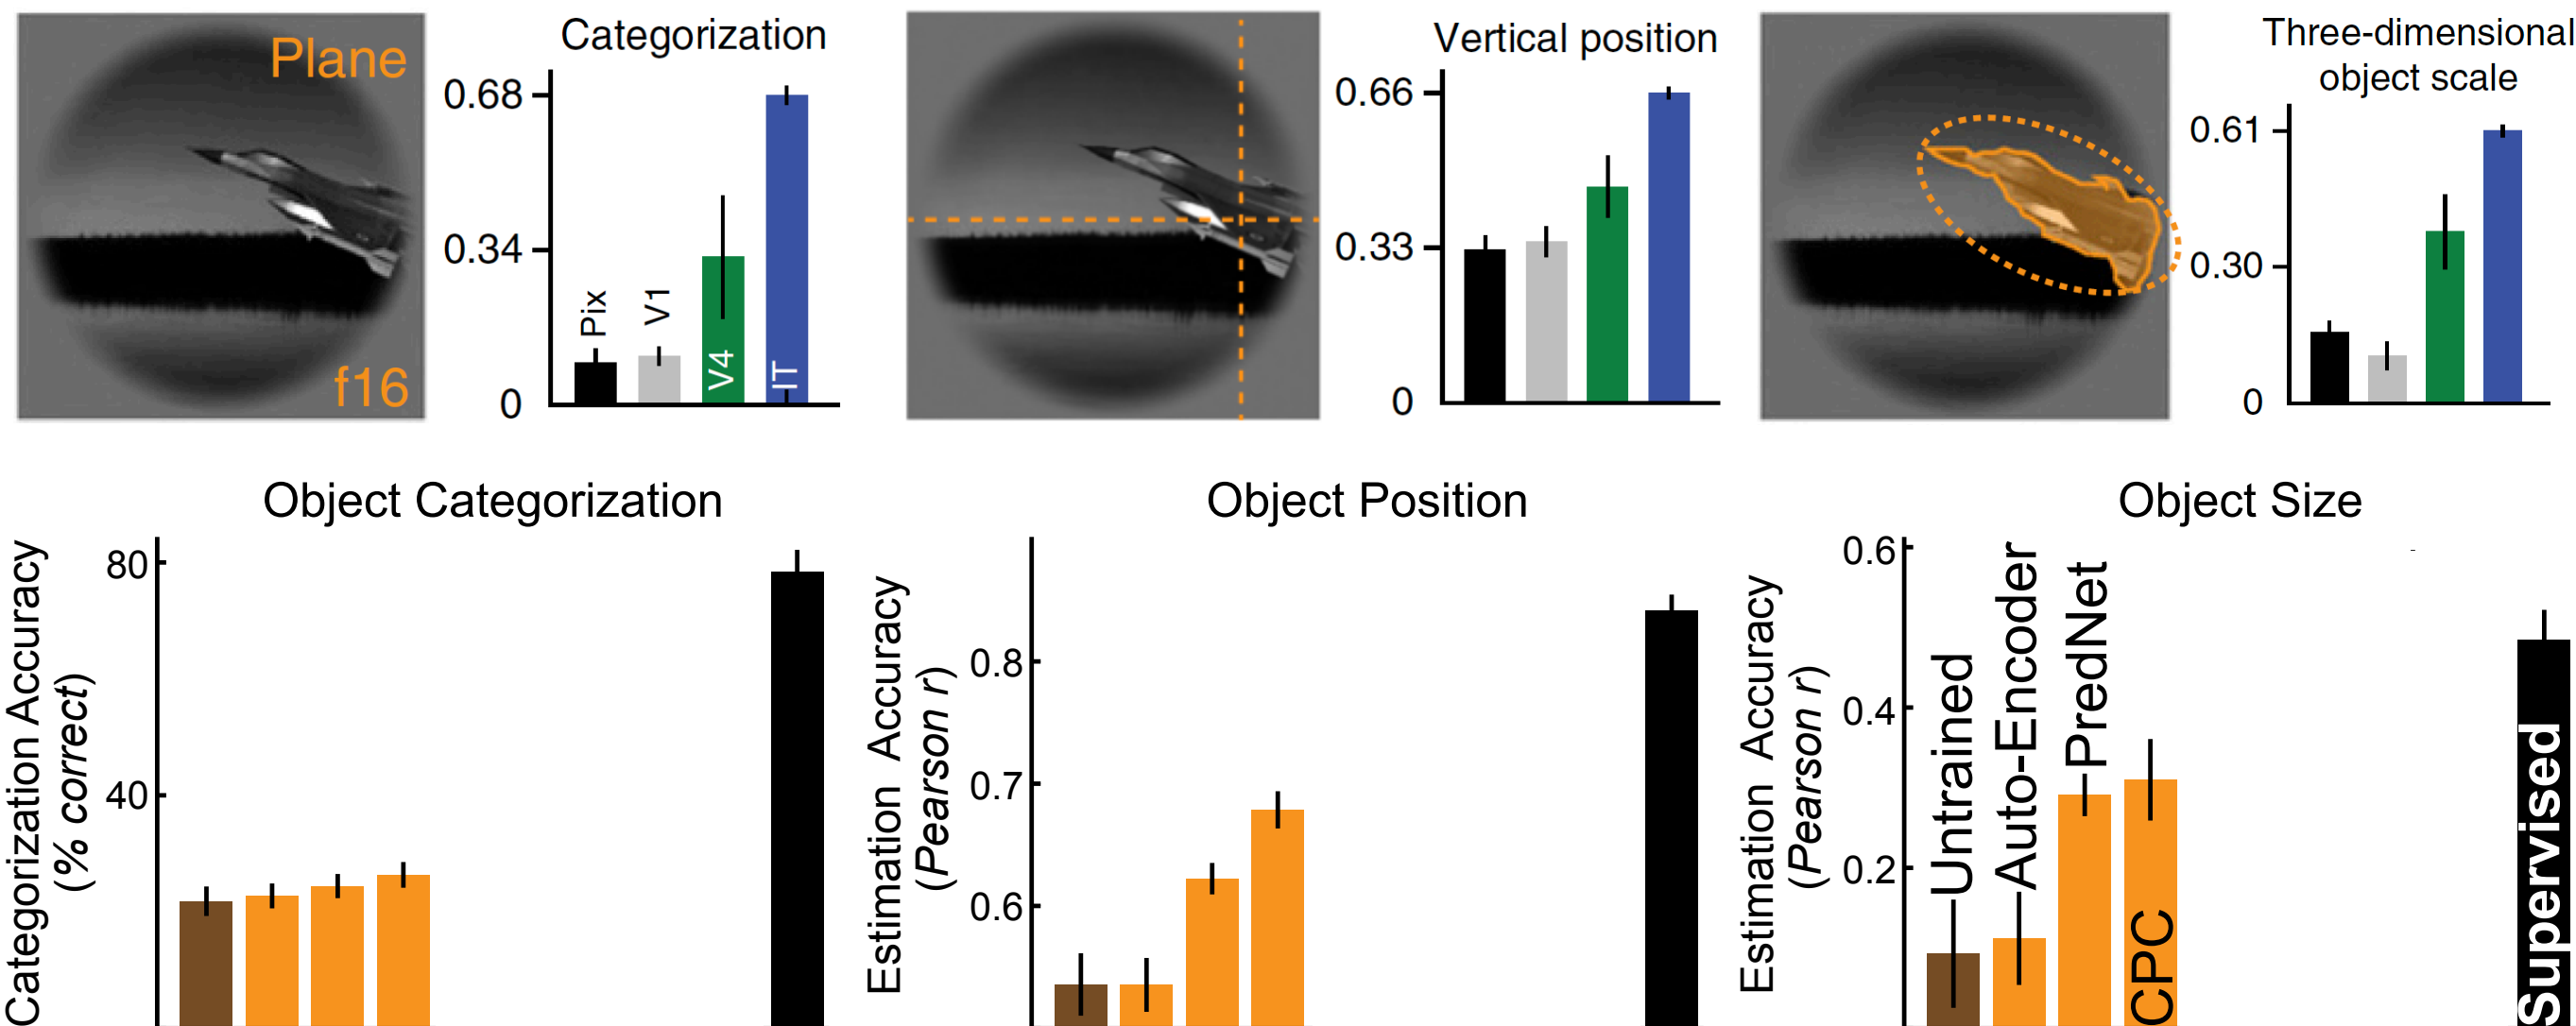 Plane
f16
Categorization
0.68
0.34
0
Pix
V1
V4
IT
Vertical position
0.66
0.33
0
Three-dimensional
object scale
0.61
0.30
0
Object Categorization
Categorization Accuracy
(% correct)
80
40
Object Position
Estimation Accuracy
(Pearson r)
0.8
0.7
0.6
Object Size
Estimation Accuracy
(Pearson r)
0.6
0.4
0.2
Untrained
Auto-Encoder
PredNet
CPC
Supervised